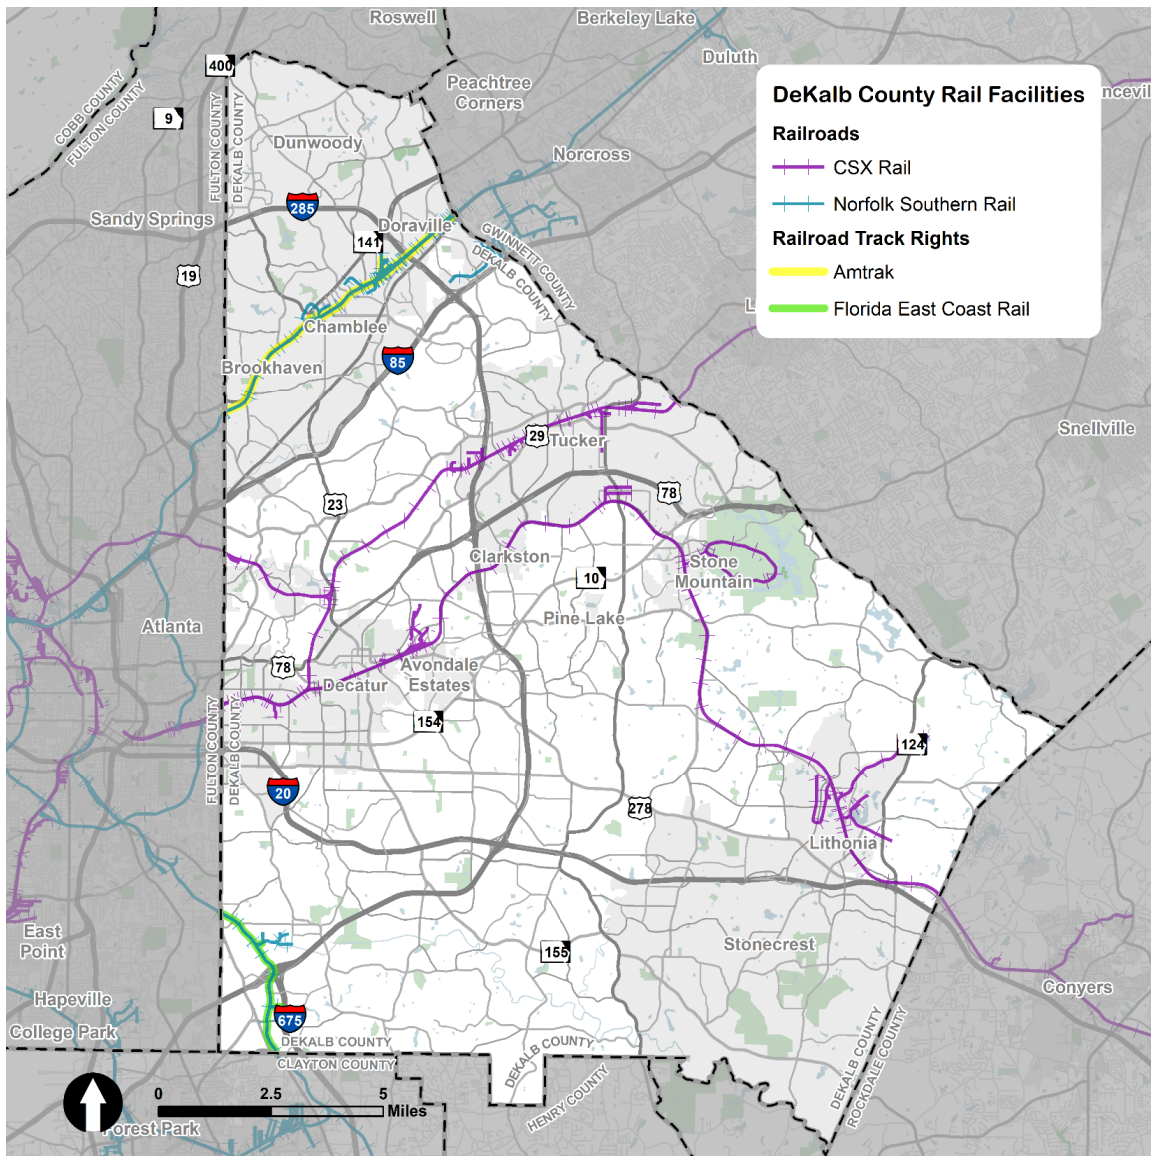 Roswell
Berkeley Lake
Duluth
400
Peachtree
Corners
COBB COUNTY
FULTON COUNTY
9
FULTON COUNTY
DEKALB COUNTY
Dunwoody
Norcross
DeKalb County Rail Facilities
Railroads
CSX Rail
Norfolk Southern Rail
Railroad Track Rights
Amtrak
Florida East Coast Rail
Sandy Springs
285
Doraville
141
GWINNETT COUNTY
DEKALB COUNTY
19
Chamblee
85
Brookhaven
29
Tucker
Snellville
23
78
Clarkston
Stone
Mountain
10
Pine Lake
Atlanta
78
Avondale
Estates
Decatur
154
FULTON COUNTY
DEKALB COUNTY
124
20
278
Lithonia
East
Point
155
Stonecrest
Hapeville
Conyers
College Park
675
DEKALB COUNTY
CLAYTON COUNTY
DEKALB COUNTY
HENRY COUNTY
DEKALB COUNTY
ROCKDALE COUNTY
0
2.5
5
Miles
Forest Park